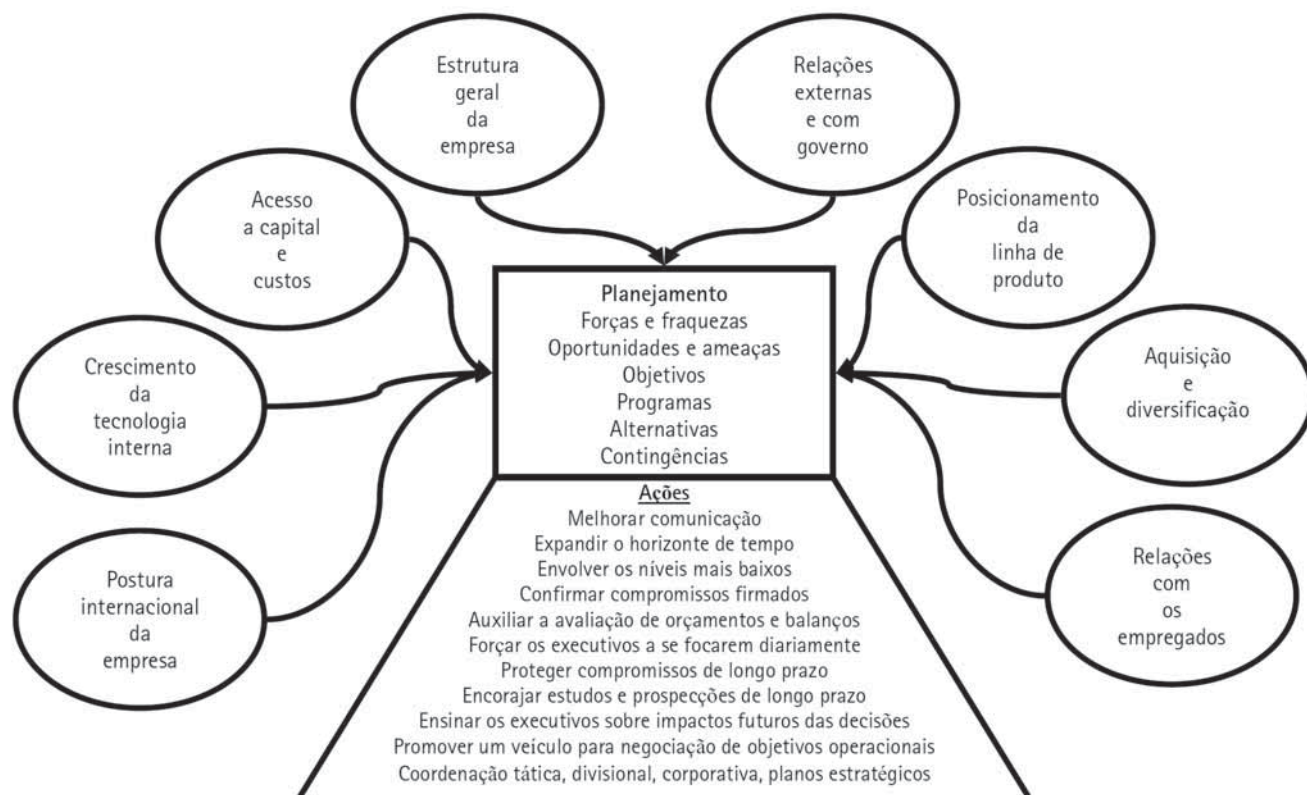 Estrutura
geral
da
empresa
Relações
externas
e com
governo
Acesso
a capital
e
custos
Posicionamento
da
linha de
produto
Crescimento
da
tecnologia
interna
Aquisição
e
diversificação
Postura
internacional
da
empresa
Relações
com
os
empregados
Planejamento
Forças e fraquezas
Oportunidades e ameaças
Objetivos
Programas
Alternativas
Contingências
Ações
Melhorar comunicação
Expandir o horizonte de tempo
Envolver os níveis mais baixos
Confirmar compromissos firmados
Auxiliar a avaliação de orçamentos e balanços
Forçar os executivos a se focarem diariamente
Proteger compromissos de longo prazo
Encorajar estudos e prospecções de longo prazo
Ensinar os executivos sobre impactos futuros das decisões
Promover um veículo para negociação de objetivos operacionais
Coordenação tática, divisional, corporativa, planos estratégicos